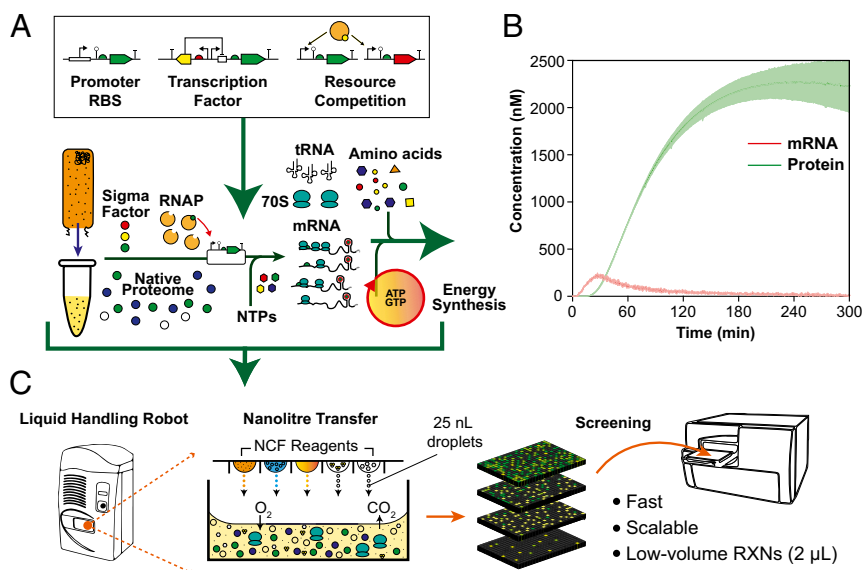 A
Promoter
RBS
Transcription
Factor
Resource
Competition
tRNA
Amino acids
Sigma
Factor
RNAP
70S
mRNA
Native
Proteome
NTPs
ATP
GTP
Energy
Synthesis
B
Concentration (nM)
2500
2000
1500
1000
500
0
mRNA
Protein
0
60
120
180
240
300
Time (min)
C
Liquid Handling Robot
Nanolitre Transfer
25 nL
droplets
NCF Reagents
O2
CO2
Screening
• Fast
• Scalable
• Low-volume RXNs (2 µL)